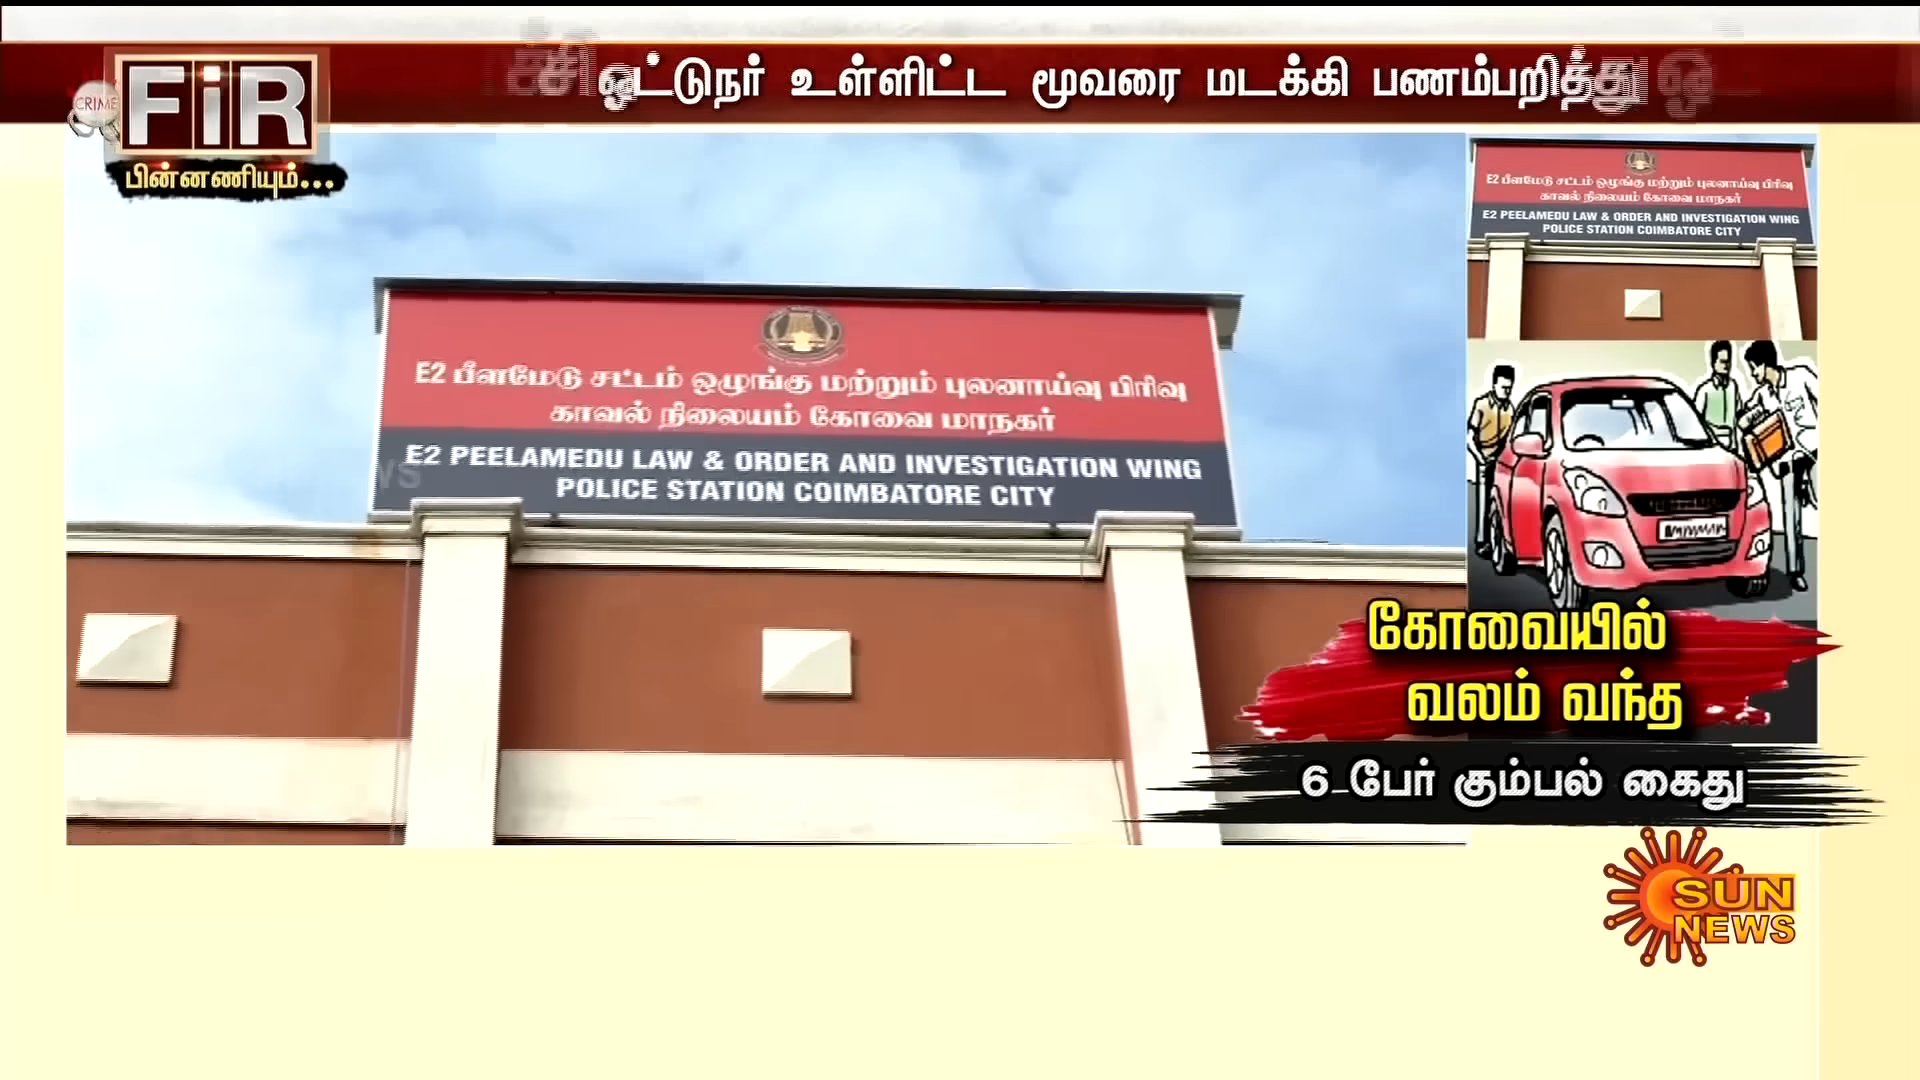 ஓட்டுநர் உள்ளிட்ட மூவரை மடக்கி பணம்பறித்து
CRIME
FiR
பின்னணியும்...
E2 பீளமேடு சட்டம் ஒழுங்கு மற்றும் புலனாய்வு பிரிவு
காவல் நிலையம் கோவை மாநகர்
E2 PEELAMEDU LAW & ORDER AND INVESTIGATION WING
POLICE STATION COIMBATORE CITY
E2 பீளமேடு சட்டம் ஒழுங்கு மற்றும் புலனாய்வு பிரிவு
காவல் நிலையம் கோவை மாநகர்
E2 PEELAMEDU LAW & ORDER AND INVESTIGATION WING
POLICE STATION COIMBATORE CITY
கோவையில்
வலம் வந்த
6 பேர் கும்பல் கைது
SUN
NEWS